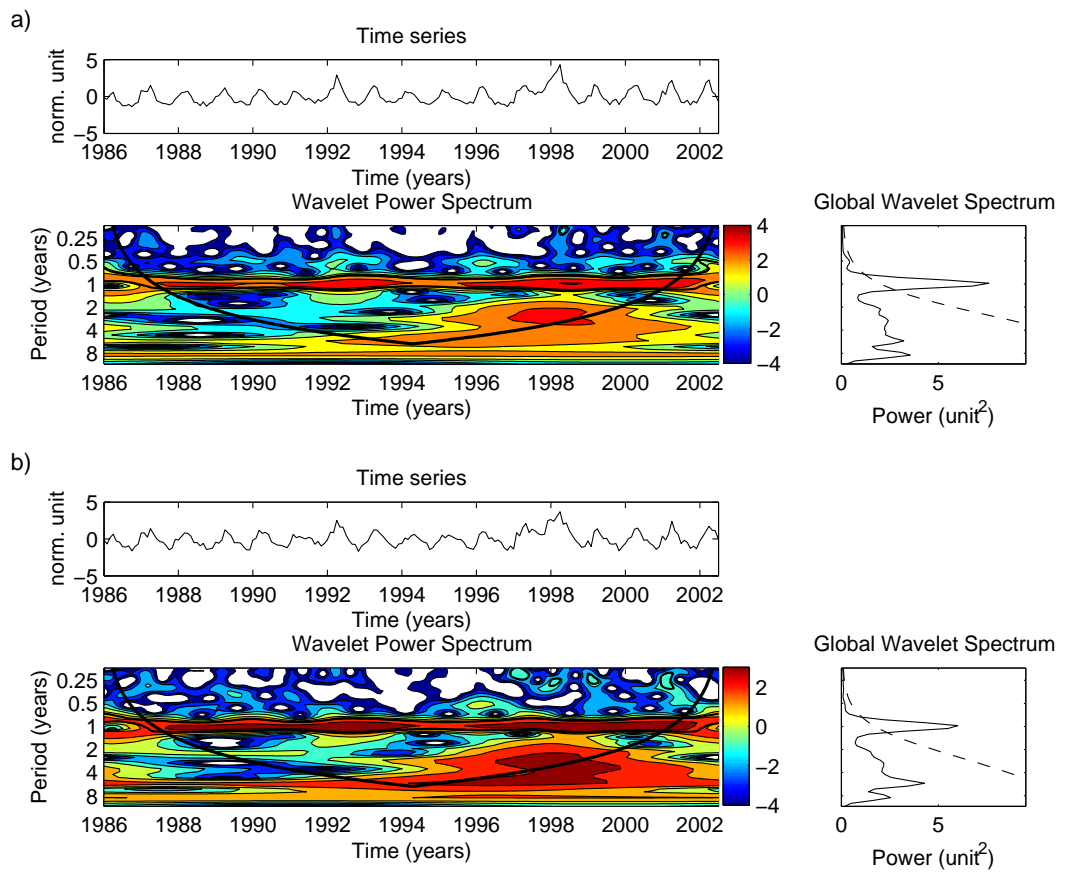 a)
Time series
norm. unit
5
0
−5
1986 1988 1990 1992 1994 1996 1998 2000 2002
Time (years)
Wavelet Power Spectrum
Period (years)
0.25
0.5
1
2
4
8
1986 1988 1990 1992 1994 1996 1998 2000 2002
Time (years)
4
2
0
−2
−4
Global Wavelet Spectrum
0 5
Power (unit2)
b)
Time series
norm. unit
5
0
−5
1986 1988 1990 1992 1994 1996 1998 2000 2002
Time (years)
Wavelet Power Spectrum
Period (years)
0.25
0.5
1
2
4
8
1986 1988 1990 1992 1994 1996 1998 2000 2002
Time (years)
2
0
−2
−4
Global Wavelet Spectrum
0 5
Power (unit2)